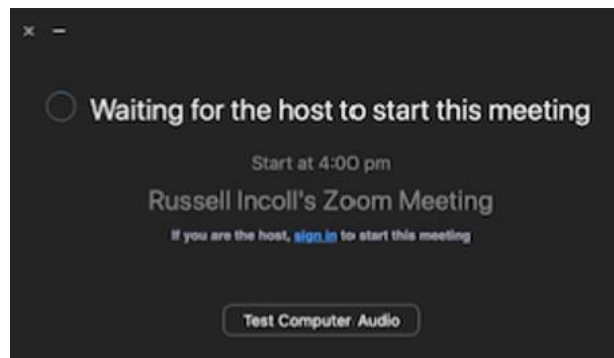 Waiting for the host to start this meeting
Start at 4:00 pm
Russell Incoll's Zoom Meeting
If you are the host, sign in to start this meeting
Test Computer Audio